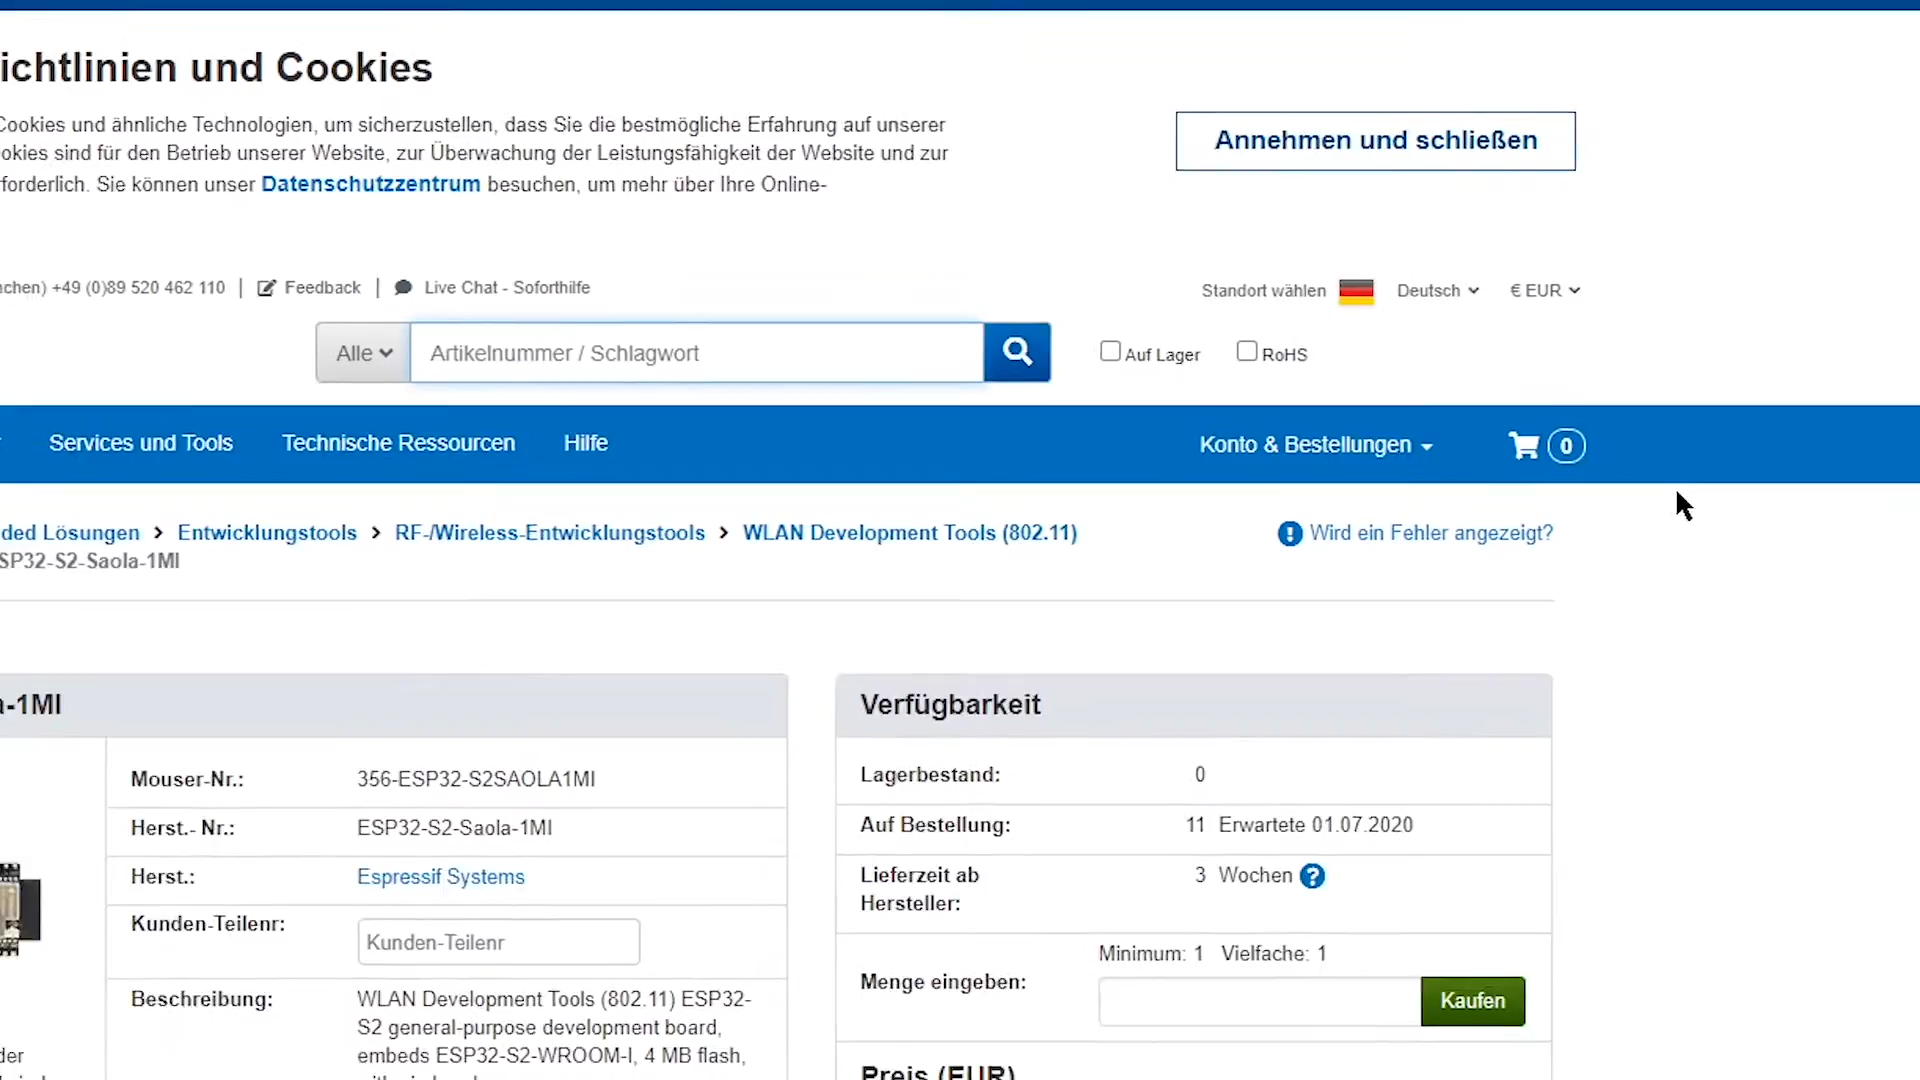 ichtlinien und Cookies
Cookies und ähnliche Technologien, um sicherzustellen, dass Sie die bestmögliche Erfahrung auf unserer
okies sind für den Betrieb unserer Website, zur Überwachung der Leistungsfähigkeit der Website und zur
forderlich. Sie können unser Datenschutzzentrum besuchen, um mehr über Ihre Online-
Annehmen und schließen
nchen) +49 (0)89 520 462 110 | Feedback | Live Chat - Soforthilfe
Standort wählen Deutsch € EUR
Alle Artikelnummer / Schlagwort
Auf Lager RoHS
Services und Tools Technische Ressourcen Hilfe
Konto & Bestellungen 0
ded Lösungen > Entwicklungstools > RF-/Wireless-Entwicklungstools > WLAN Development Tools (802.11)
SP32-S2-Saola-1MI
Wird ein Fehler angezeigt?
a-1MI
Mouser-Nr.: 356-ESP32-S2SAOLA1MI
Herst.- Nr.: ESP32-S2-Saola-1MI
Herst.: Espressif Systems
Kunden-Teilenr: Kunden-Teilenr
Beschreibung: WLAN Development Tools (802.11) ESP32-
S2 general-purpose development board,
embeds ESP32-S2-WROOM-I, 4 MB flash,
der
Verfügbarkeit
Lagerbestand: 0
Auf Bestellung: 11 Erwartete 01.07.2020
Lieferzeit ab
Hersteller:
3 Wochen
Minimum: 1 Vielfache: 1
Menge eingeben:
Kaufen
Preis (EUR)